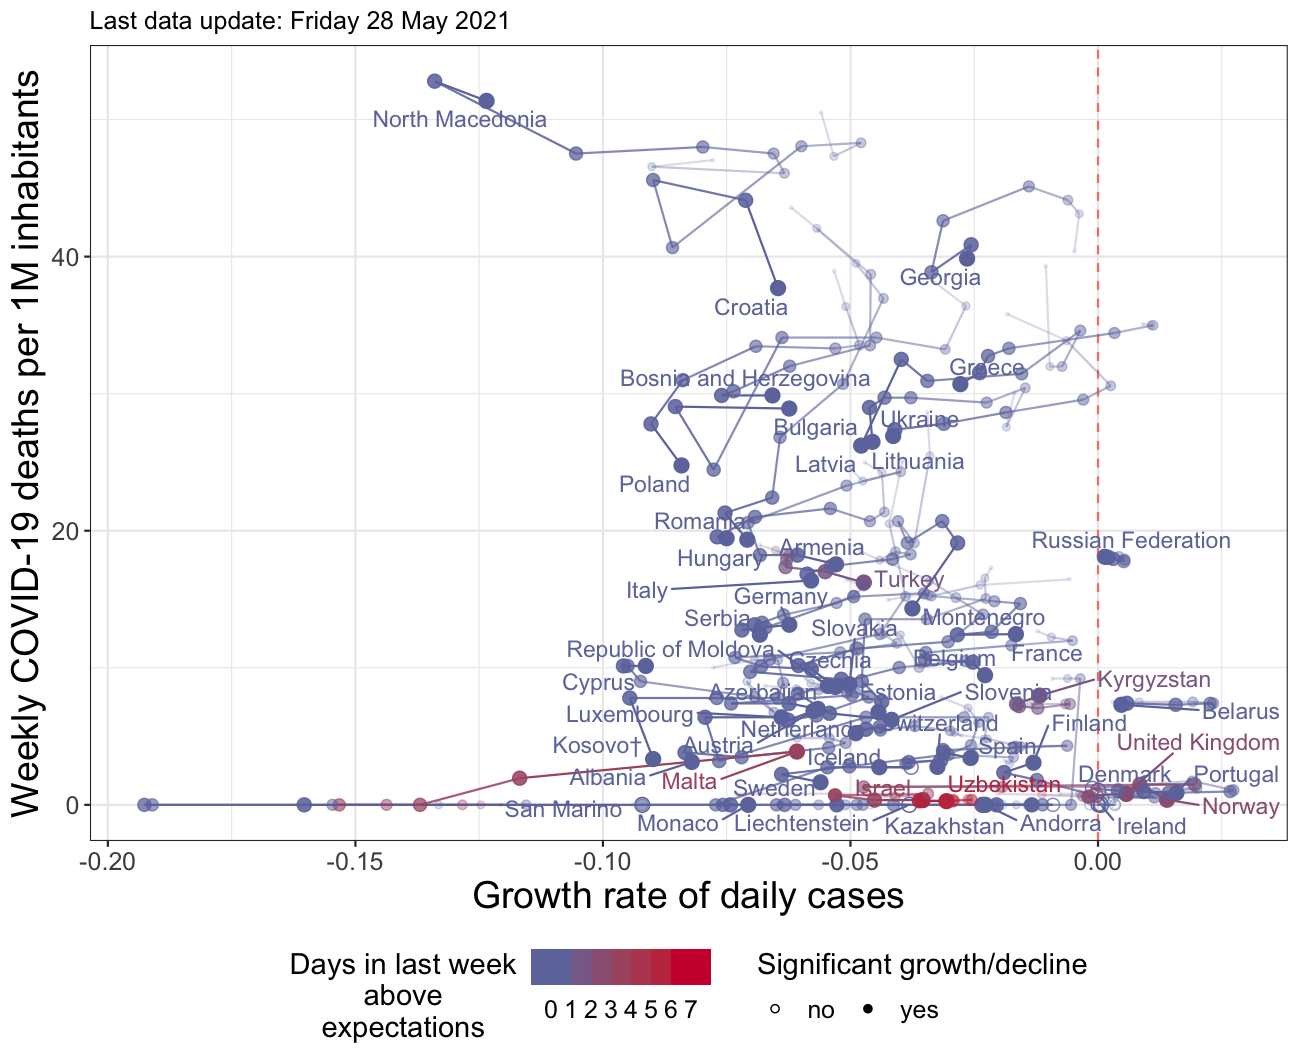 Last data update: Friday 28 May 2021
Weekly COVID-19 deaths per 1M inhabitants
North Macedonia
40
Georgia
Croatia
Greece
Bosnia and Herzegovina
Ukraine
Bulgaria
Latvia
Lithuania
Poland
20
Romania
Russian Federation
Armenia
Hungary
Turkey
Italy
Germany
Serbia
Montenegro
Slovakia
Republic of Moldova
France
Czechia
Belgium
Kyrgyzstan
Cyprus
Azerbaijan
Estonia
Slovenia
Luxembourg
Belarus
Netherlands
Switzerland
Finland
Kosovo†
Austria
Spain
United Kingdom
Iceland
Albania
Malta
Denmark
Portugal
Sweden
Israel
Uzbekistan
0
San Marino
Norway
Monaco
Liechtenstein
Kazakhstan
Andorra
Ireland
-0.20
-0.15
-0.10
-0.05
0.00
Growth rate of daily cases
Days in last week
above
expectations
0 1 2 3 4 5 6 7
Significant growth/decline
no
yes